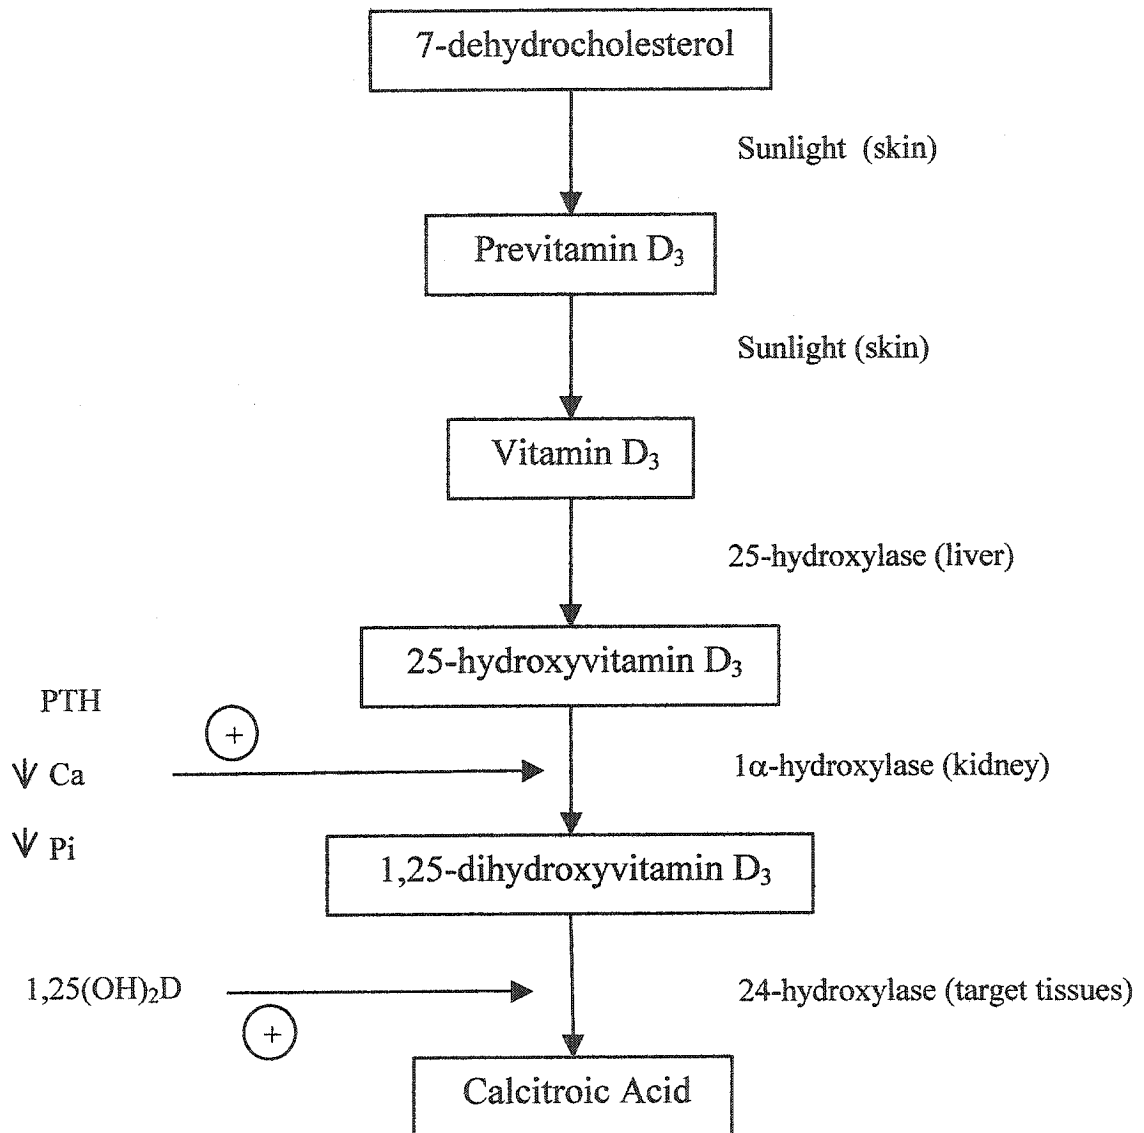 7-dehydrocholesterol
Sunlight (skin)
Previtamin D₃
Sunlight (skin)
Vitamin D₃
25-hydroxylase (liver)
25-hydroxyvitamin D₃
PTH
+
↓ Ca
1α-hydroxylase (kidney)
↓ Pi
1,25-dihydroxyvitamin D₃
1,25(OH)₂D
24-hydroxylase (target tissues)
+
Calcitroic Acid